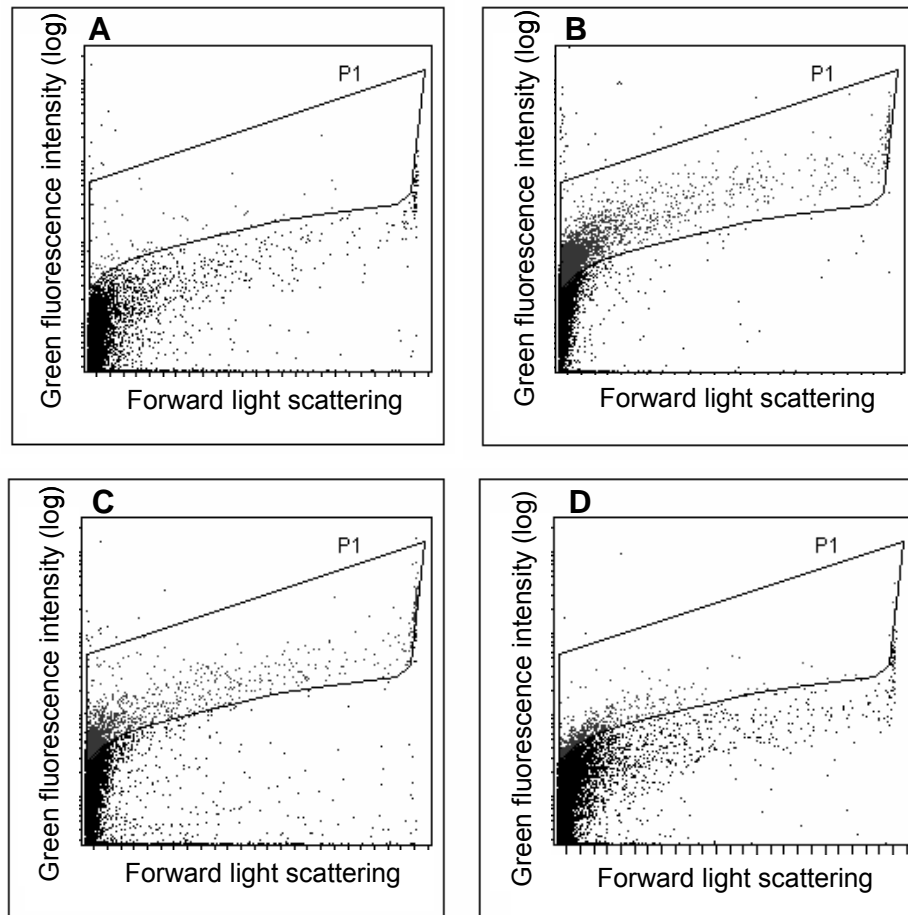 A
P1
Green fluorescence intensity (log)
Forward light scattering
B
P1
Green fluorescence intensity (log)
Forward light scattering
C
P1
Green fluorescence intensity (log)
Forward light scattering
D
P1
Green fluorescence intensity (log)
Forward light scattering